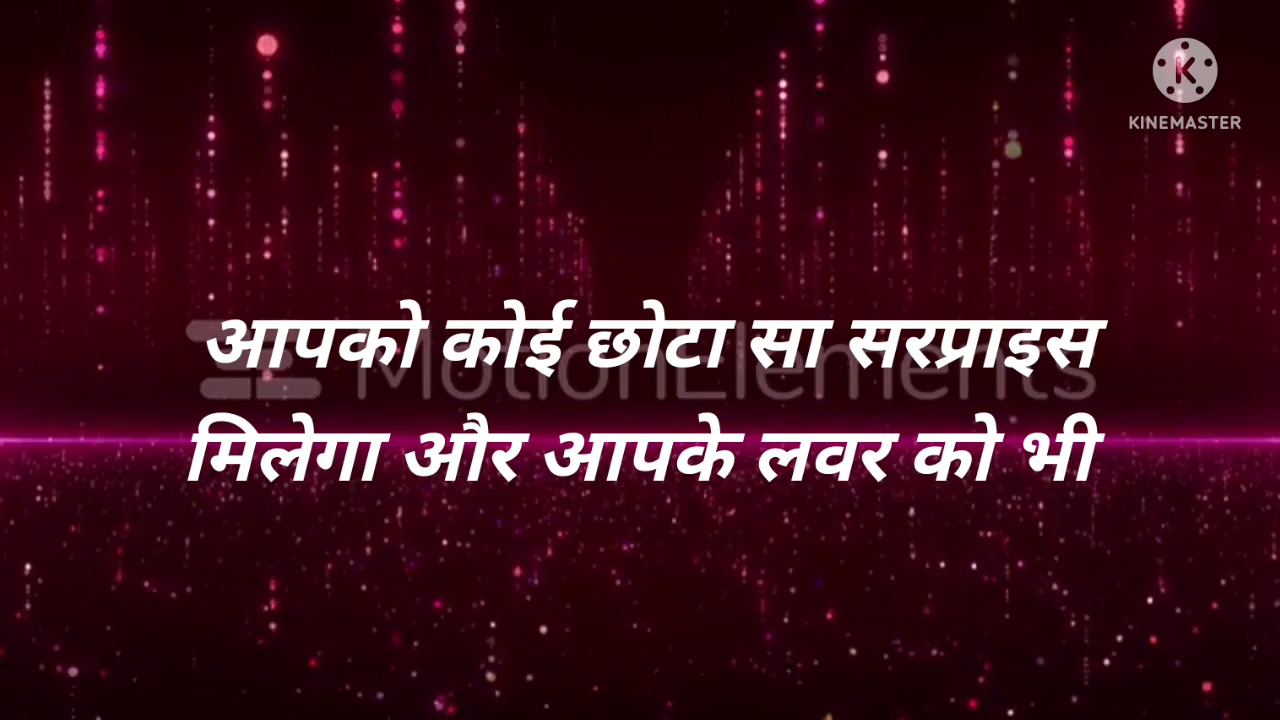 KINEMASTER
MotionElements
आपको कोई छोटा सा सरप्राइस
मिलेगा और आपके लवर को भी